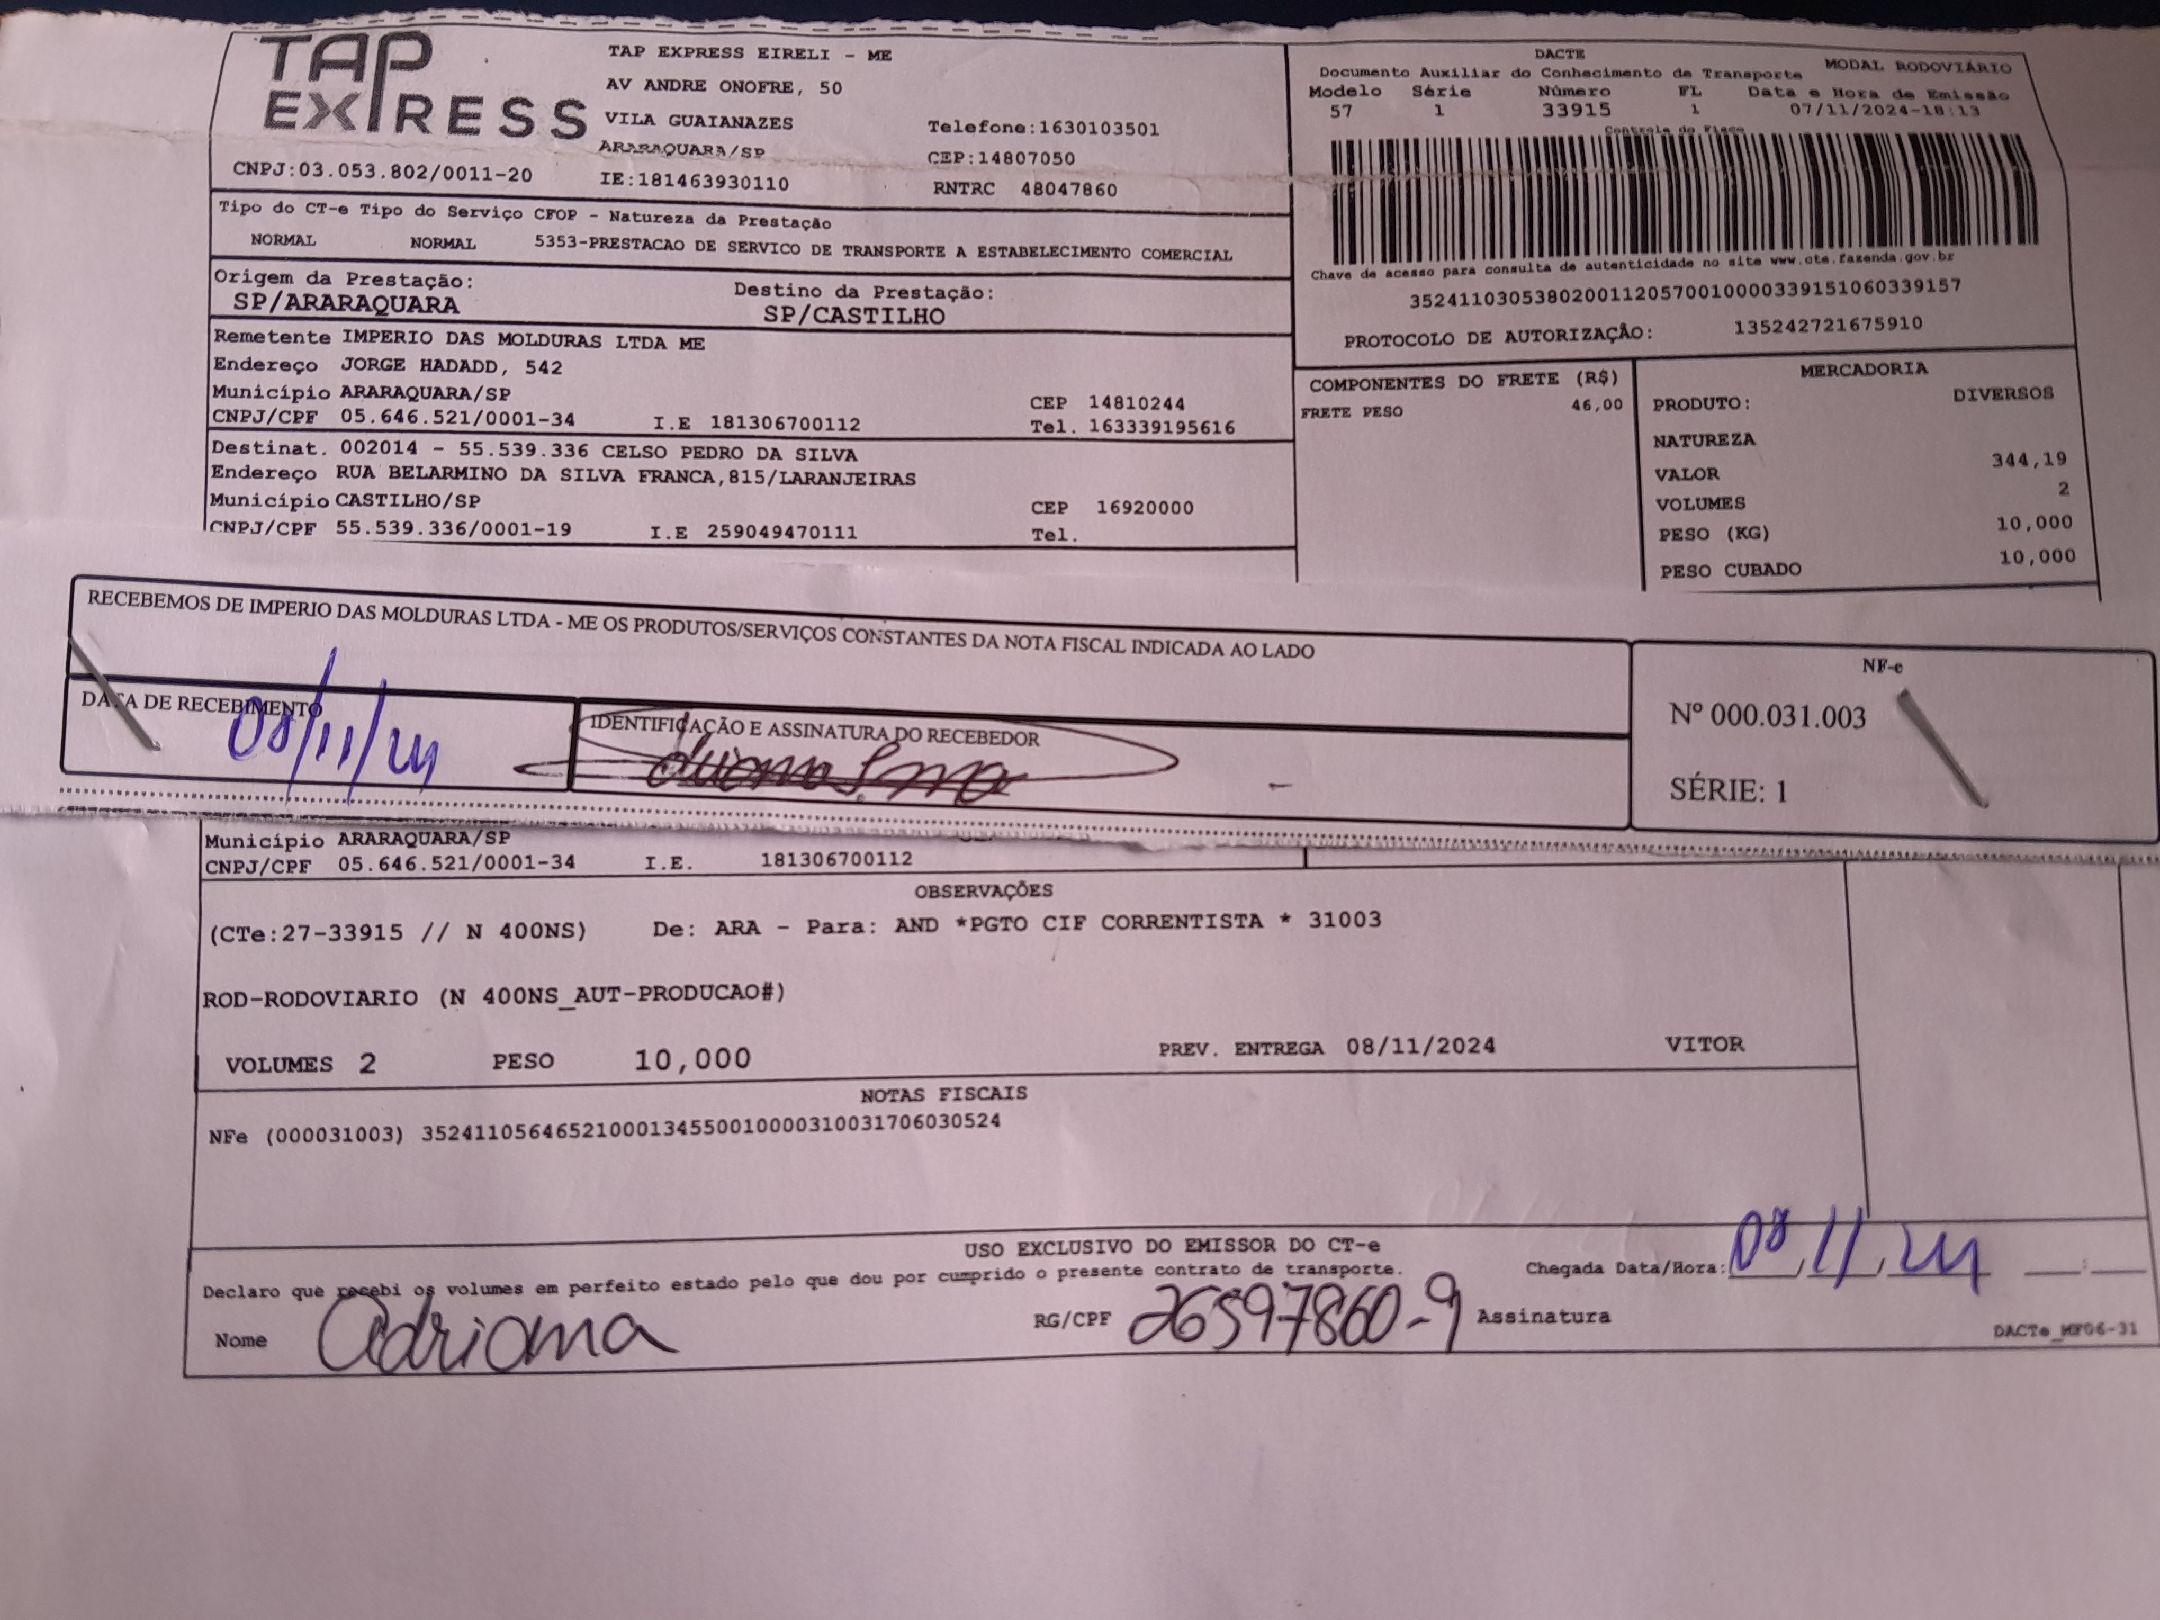 TAP EXPRESS
TAP EXPRESS EIRELI - ME
AV ANDRE ONOFRE, 50
VILA GUAIANAZES
Telefone:1630103501
ARARAQUARA/SP
CEP:14807050
CNPJ:03.053.802/0011-20
IE:181463930110
RNTRC 48047860
DACTE
Documento Auxiliar do Conhecimento de Transporte
MODAL RODOVIÁRIO
Modelo Série Número FL Data e Hora de Emissão
57 1 33915 1 07/11/2024-18:13
Controle do Fisco
Chave de acesso para consulta de autenticidade no site www.cte.fazenda.gov.br
35241103053802001120570010000339151060339157
PROTOCOLO DE AUTORIZAÇÃO: 135242721675910
Tipo do CT-e Tipo do Serviço CFOP - Natureza da Prestação
NORMAL NORMAL 5353-PRESTACAO DE SERVICO DE TRANSPORTE A ESTABELECIMENTO COMERCIAL
Origem da Prestação:
SP/ARARAQUARA
Destino da Prestação:
SP/CASTILHO
Remetente IMPERIO DAS MOLDURAS LTDA ME
Endereço JORGE HADADD, 542
Município ARARAQUARA/SP
CEP 14810244
CNPJ/CPF 05.646.521/0001-34 I.E 181306700112 Tel. 163339195616
Destinat. 002014 - 55.539.336 CELSO PEDRO DA SILVA
Endereço RUA BELARMINO DA SILVA FRANCA,815/LARANJEIRAS
Município CASTILHO/SP CEP 16920000
CNPJ/CPF 55.539.336/0001-19 I.E 259049470111 Tel.
COMPONENTES DO FRETE (R$)
FRETE PESO 46,00
MERCADORIA
PRODUTO: DIVERSOS
NATUREZA
VALOR 344,19
VOLUMES 2
PESO (KG) 10,000
PESO CUBADO 10,000
RECEBEMOS DE IMPERIO DAS MOLDURAS LTDA - ME OS PRODUTOS/SERVIÇOS CONSTANTES DA NOTA FISCAL INDICADA AO LADO
DATA DE RECEBIMENTO
08/11/24
IDENTIFICAÇÃO E ASSINATURA DO RECEBEDOR
NF-e
Nº 000.031.003
SÉRIE: 1
Município ARARAQUARA/SP
CNPJ/CPF 05.646.521/0001-34 I.E. 181306700112
OBSERVAÇÕES
(CTe:27-33915 // N 400NS) De: ARA - Para: AND *PGTO CIF CORRENTISTA * 31003
ROD-RODOVIARIO (N 400NS_AUT-PRODUCAO#)
VOLUMES 2 PESO 10,000 PREV. ENTREGA 08/11/2024 VITOR
NOTAS FISCAIS
NFe (000031003) 35241105646521000134550010000310031706030524
USO EXCLUSIVO DO EMISSOR DO CT-e
Declaro que recebi os volumes em perfeito estado pelo que dou por cumprido o presente contrato de transporte.
Chegada Data/Hora: 08/11/24 :
Nome Adriana RG/CPF 26597860-9 Assinatura
DACTe_MF06-31